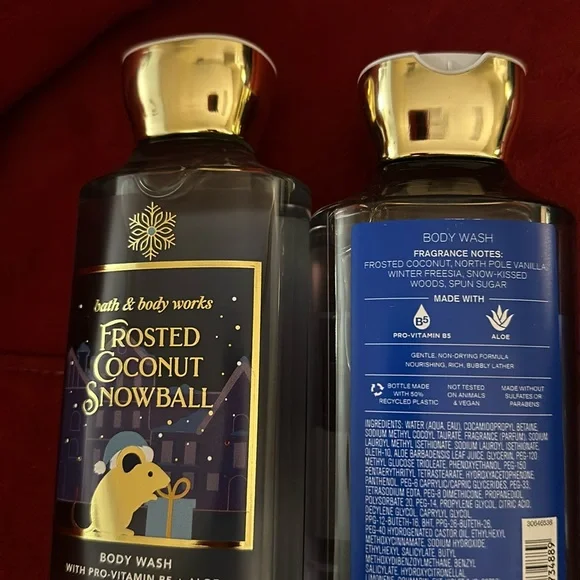 bath & body works
FROSTED
COCONUT
SNOWBALL
BODY WASH
WITH PRO-VITAMIN B5
BODY WASH
FRAGRANCE NOTES:
FROSTED COCONUT, NORTH POLE VANILLA,
WINTER FREESIA, SNOW-KISSED
WOODS, SPUN SUGAR
MADE WITH
B5
PRO-VITAMIN B5
ALOE
GENTLE, NON-DRYING FORMULA
NOURISHING, RICH, BUBBLY LATHER
BOTTLE MADE
WITH 50%
RECYCLED PLASTIC
NOT TESTED
ON ANIMALS
& VEGAN
MADE WITHOUT
SULFATES OR
PARABENS
INGREDIENTS: WATER (AQUA, EAU), COCAMIDOPROPYL BETAINE,
SODIUM METHYL COCOYL TAURATE, FRAGRANCE (PARFUM), SODIUM
LAUROYL METHYL ISETHIONATE, SODIUM LAUROYL ISETHIONATE,
OLETH-10, ALOE BARBADENSIS LEAF JUICE, GLYCERIN, PEG-120
METHYL GLUCOSE TRIOLEATE, PHENOXYETHANOL, PEG-150
PENTAERYTHRITYL TETRASTEARATE, HYDROXYACETOPHENONE,
PANTHENOL, PEG-6 CAPRYLIC/CAPRIC GLYCERIDES, PEG-33,
TETRASODIUM EDTA, PEG-8 DIMETHICONE, PROPANEDIOL,
POLYSORBATE 20, PEG-14, PROPYLENE GLYCOL, CITRIC ACID,
DECYLENE GLYCOL, CAPRYLYL GLYCOL,
PPG-12-BUTETH-16, BHT, PPG-26-BUTETH-26,
PEG-40 HYDROGENATED CASTOR OIL, ETHYLHEXYL
METHOXYCINNAMATE, SODIUM HYDROXIDE,
ETHYLHEXYL SALICYLATE, BUTYL
METHOXYDIBENZOYLMETHANE, BENZYL
SALICYLATE, HYDROXYCITRONELLAL,
30646538
734889